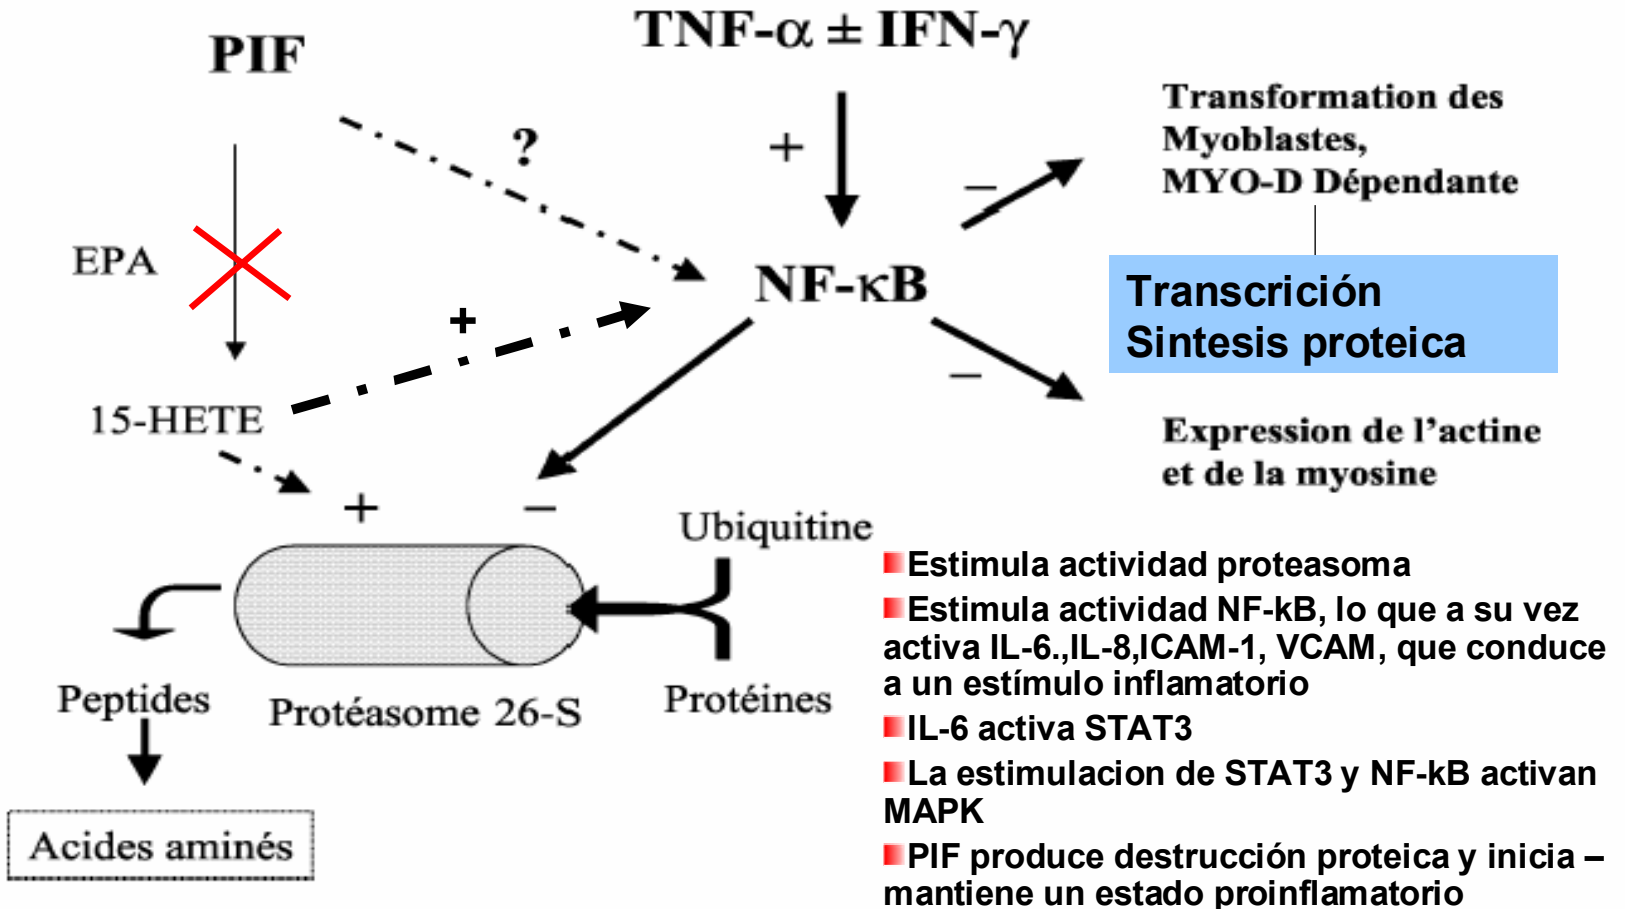 PIF
TNF-α ± IFN-γ
?
+
–
Transformation des
Myoblastes,
MYO-D Dépendante
EPA
NF-κB
Transcrición
Sintesis proteica
+
–
15-HETE
Expression de l'actine
et de la myosine
+
–
Ubiquitine
Peptides
Protéasome 26-S
Protéines
Acides aminés
Estimula actividad proteasoma
Estimula actividad NF-kB, lo que a su vez
activa IL-6.,IL-8,ICAM-1, VCAM, que conduce
a un estímulo inflamatorio
IL-6 activa STAT3
La estimulacion de STAT3 y NF-kB activan
MAPK
PIF produce destrucción proteica y inicia –
mantiene un estado proinflamatorio